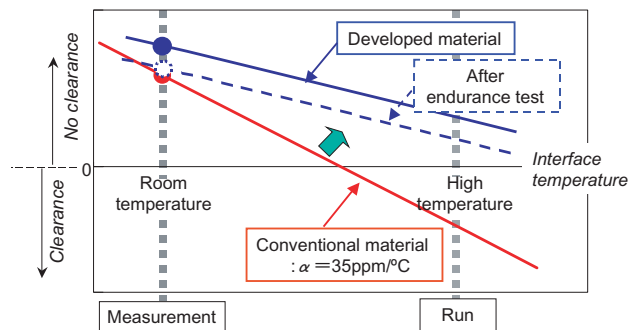 Developed material
After
endurance test
No clearance
0
Clearance
Interface
temperature
Room
temperature
High
temperature
Conventional material
: α＝35ppm/ºC
Measurement
Run